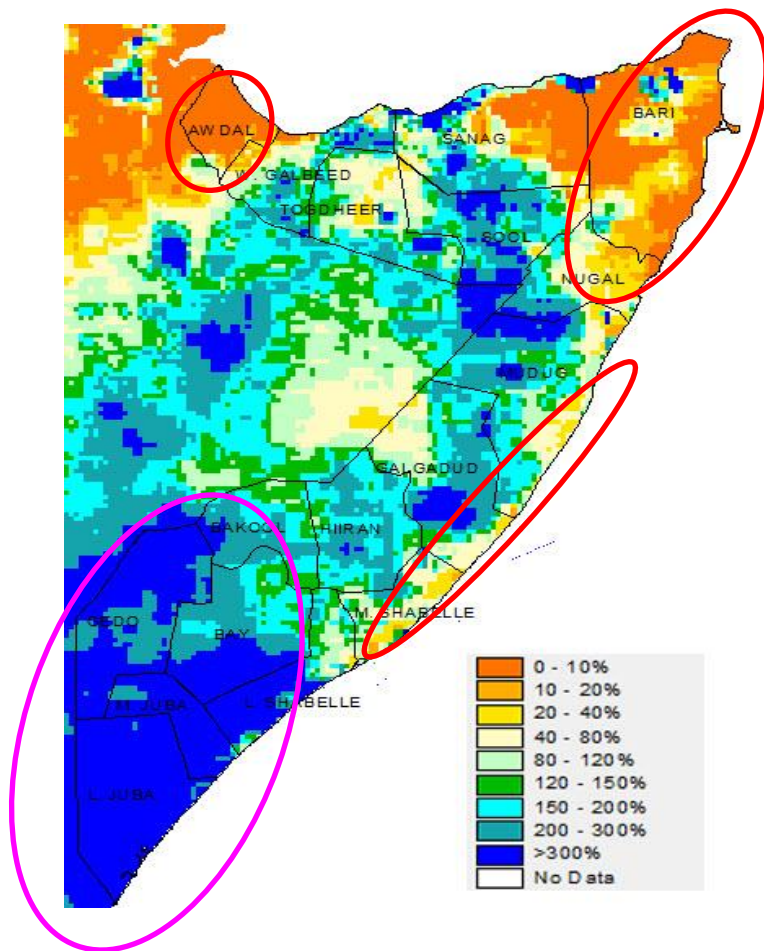 BARI
AWDAL
SANAG
W. GALBEED
TOGDHEER
SOOL
NUGAL
MUDUG
GALGADUD
BAKOOL
HIIRAN
GEDO
BAY
M. SHABELLE
L. SHABELLE
M. JUBA
L. JUBA
0 - 10%
10 - 20%
20 - 40%
40 - 80%
80 - 120%
120 - 150%
150 - 200%
200 - 300%
>300%
No Data